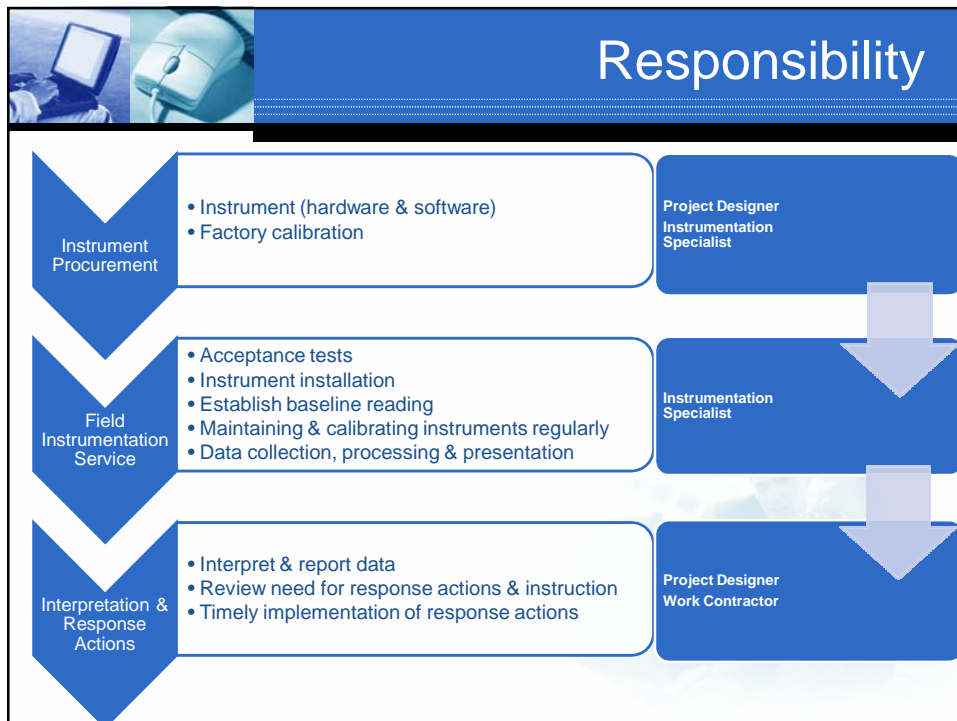 Responsibility
Instrument
Procurement
• Instrument (hardware & software)
• Factory calibration
Project Designer
Instrumentation
Specialist
Field
Instrumentation
Service
• Acceptance tests
• Instrument installation
• Establish baseline reading
• Maintaining & calibrating instruments regularly
• Data collection, processing & presentation
Instrumentation
Specialist
Interpretation &
Response
Actions
• Interpret & report data
• Review need for response actions & instruction
• Timely implementation of response actions
Project Designer
Work Contractor